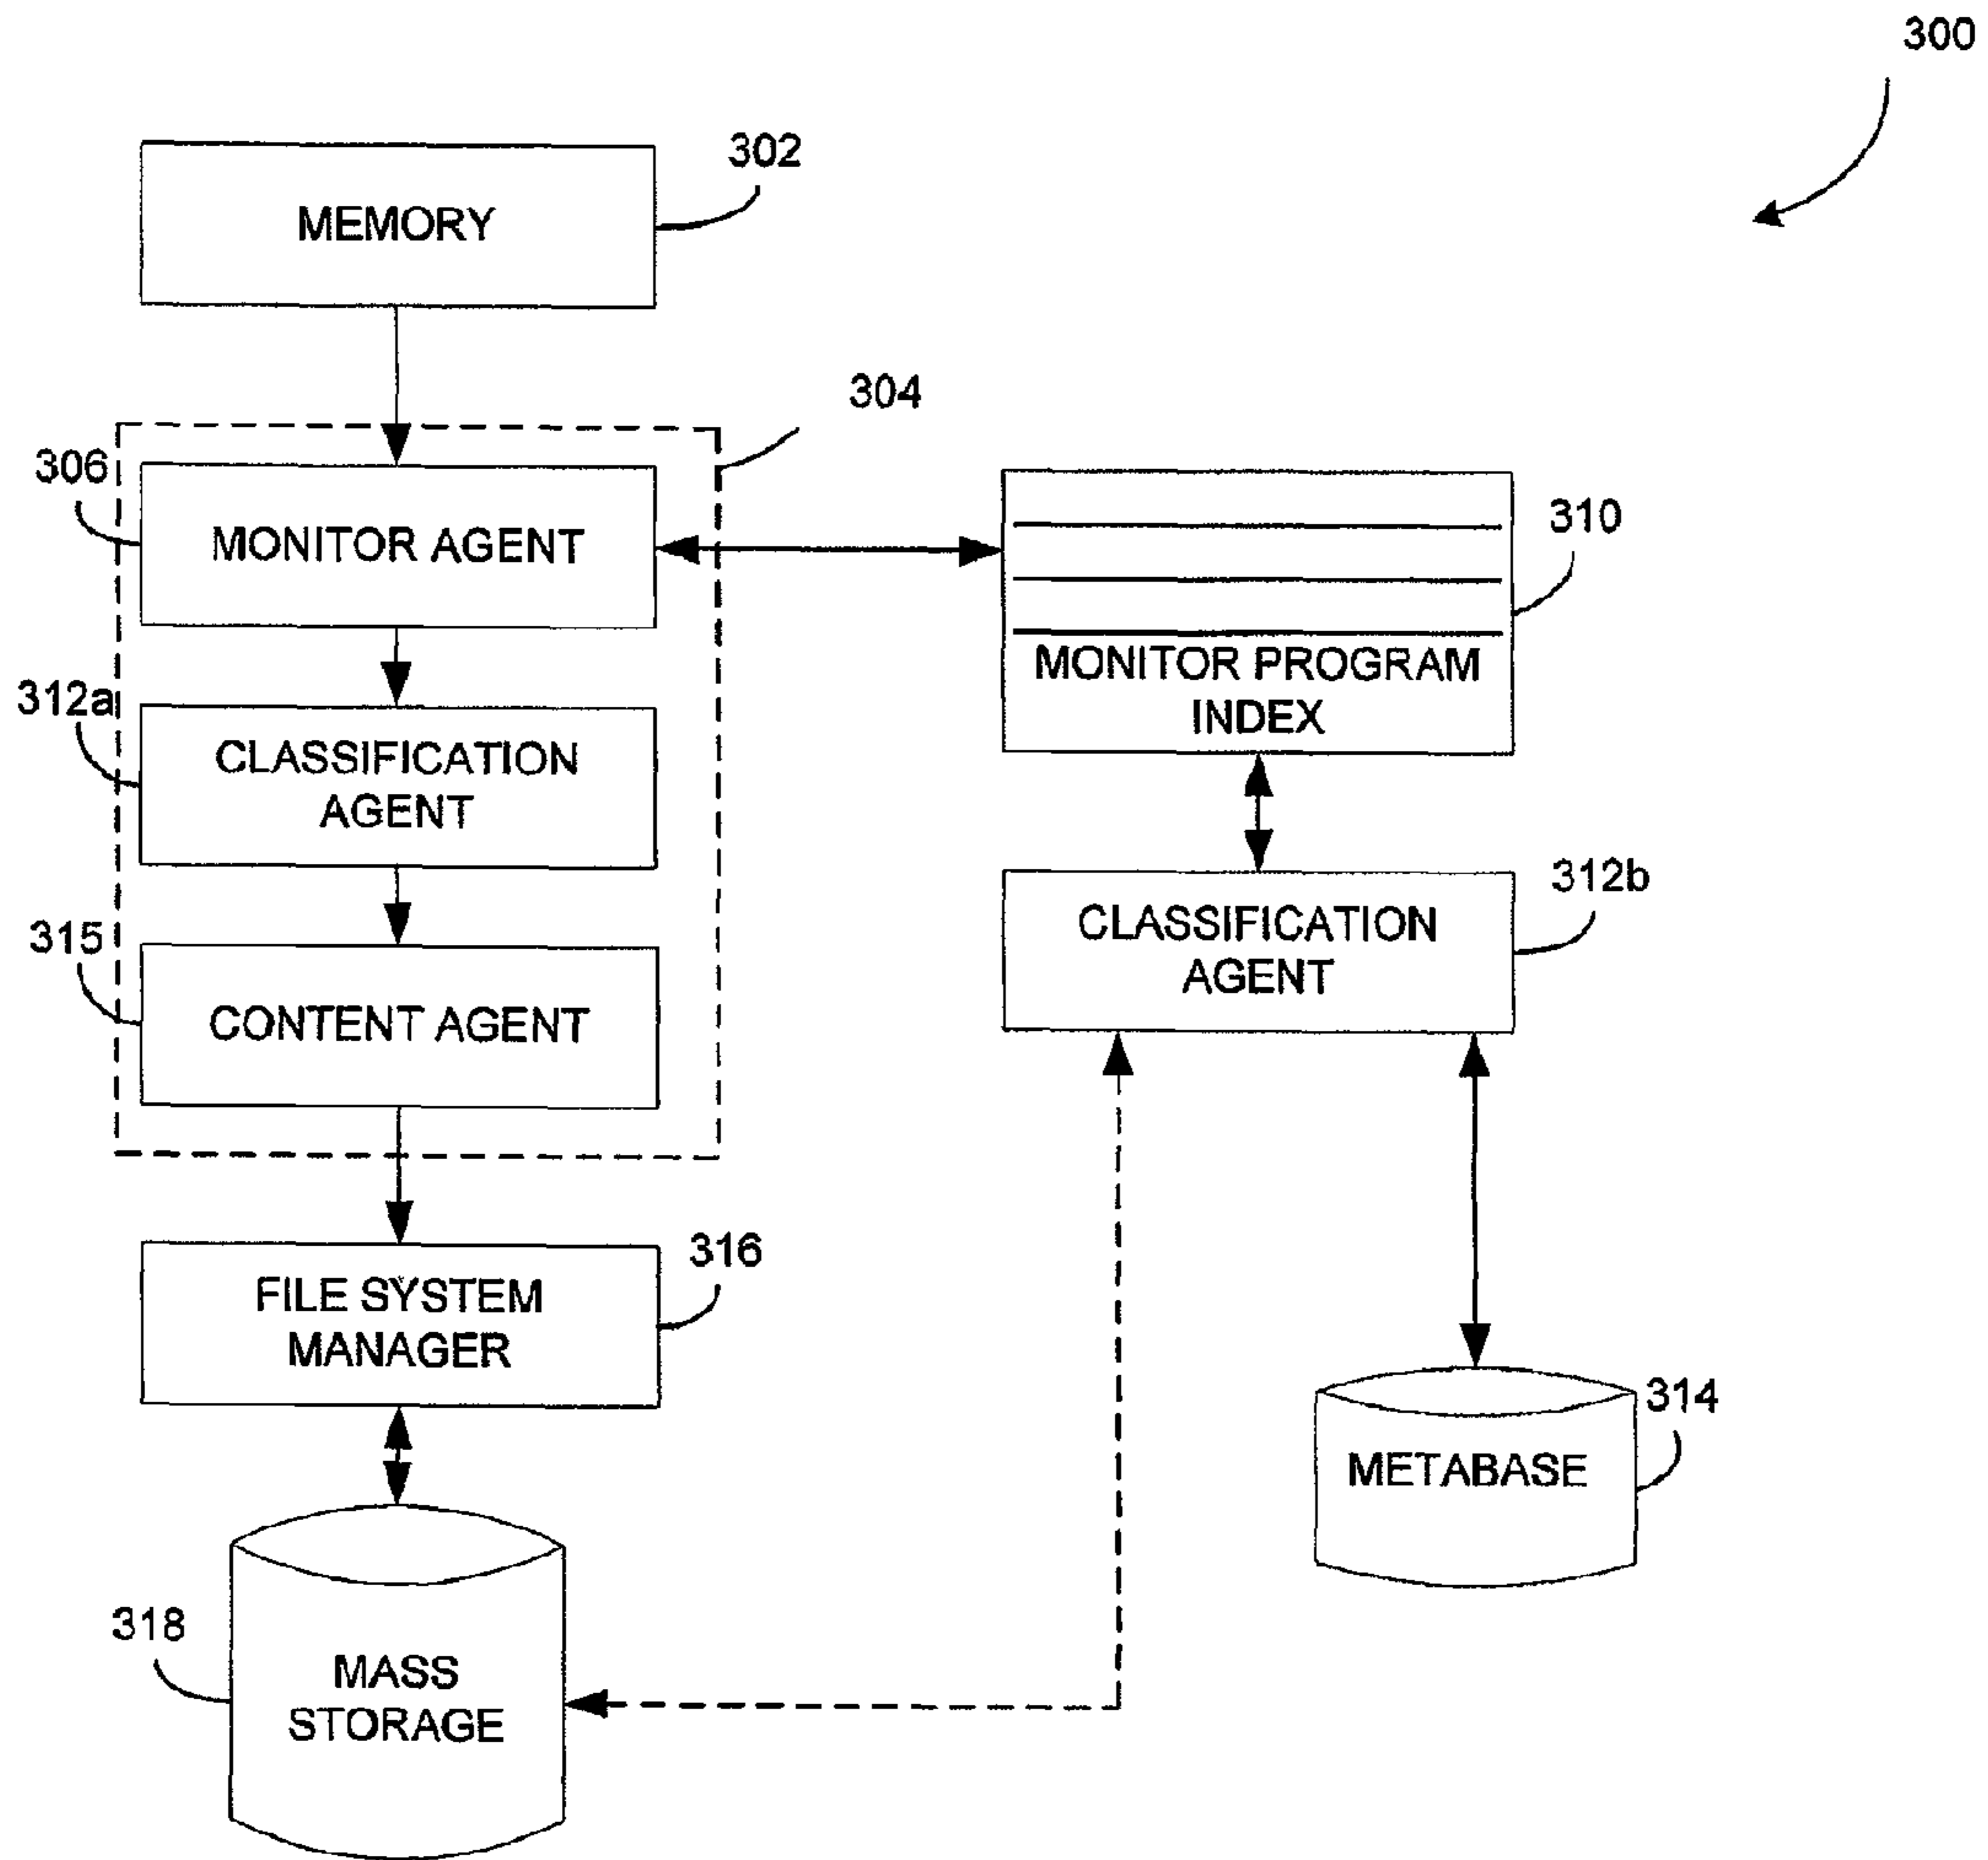 300
302
MEMORY
304
306
MONITOR AGENT
310
MONITOR PROGRAM
INDEX
312a
CLASSIFICATION
AGENT
312b
CLASSIFICATION
AGENT
315
CONTENT AGENT
316
FILE SYSTEM
MANAGER
314
METABASE
318
MASS
STORAGE